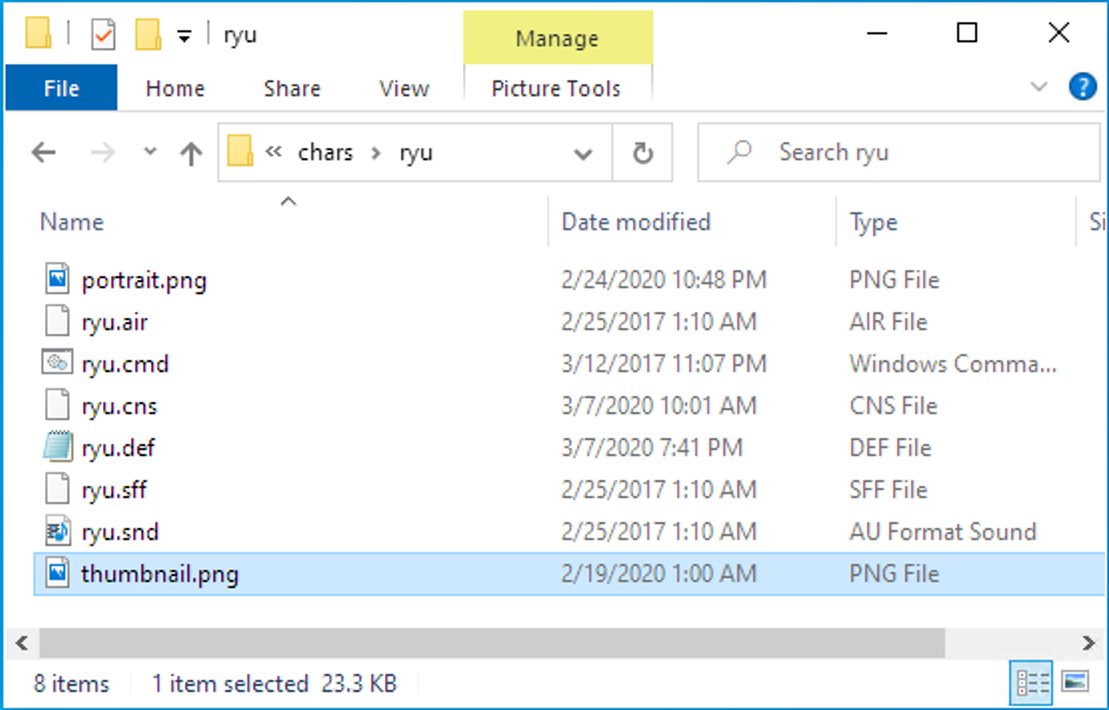 ryu
Manage
File Home Share View Picture Tools
?
« chars > ryu
Search ryu
Name Date modified Type Si
portrait.png 2/24/2020 10:48 PM PNG File
ryu.air 2/25/2017 1:10 AM AIR File
ryu.cmd 3/12/2017 11:07 PM Windows Comma...
ryu.cns 3/7/2020 10:01 AM CNS File
ryu.def 3/7/2020 7:41 PM DEF File
ryu.sff 2/25/2017 1:10 AM SFF File
ryu.snd 2/25/2017 1:10 AM AU Format Sound
thumbnail.png 2/19/2020 1:00 AM PNG File
8 items 1 item selected 23.3 KB